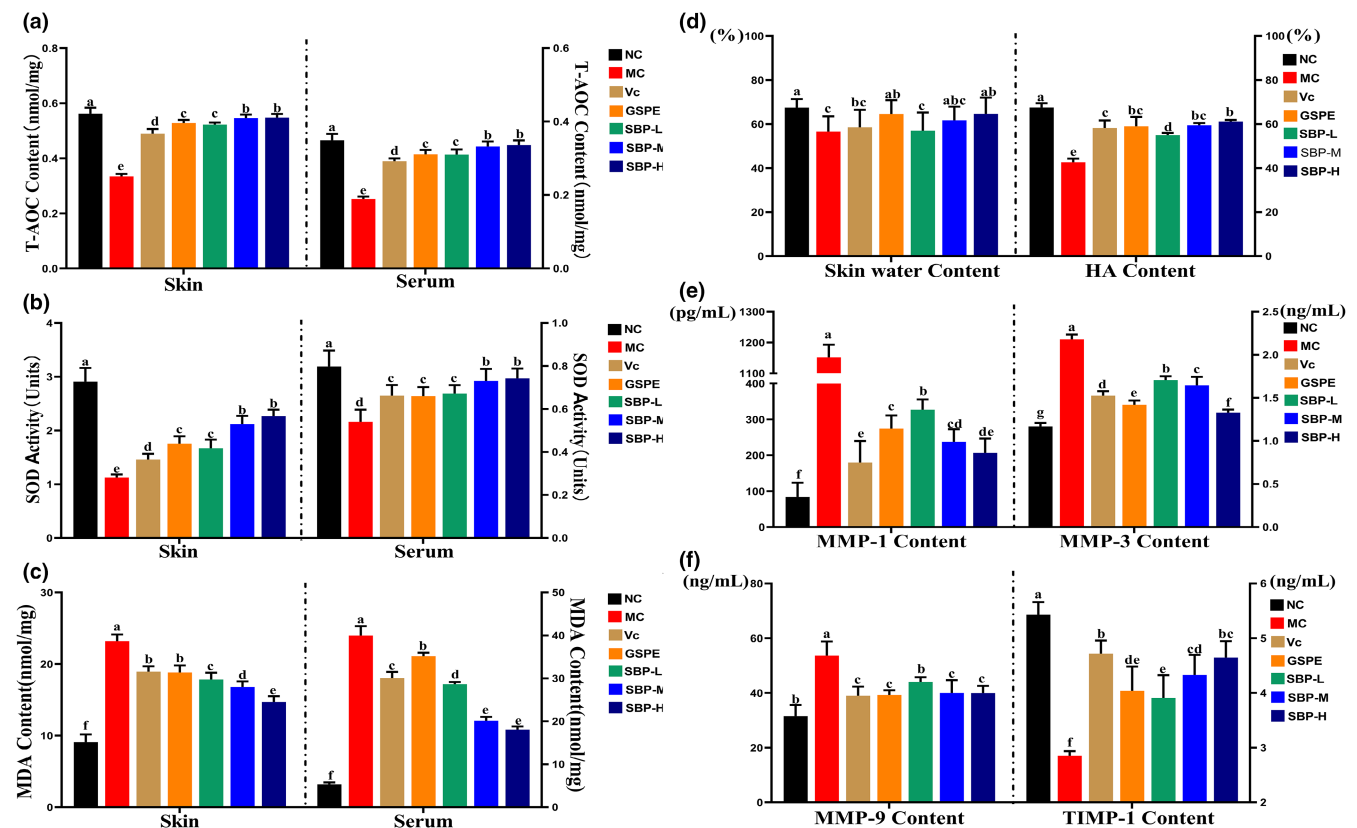 (a)
T-AOC Content (nmol/mg)
0.8
0.6
0.4
0.2
0.0
a
e
d
c
c
b
b
Skin
a
e
d
c
c
b
b
Serum
0.6
0.4
0.2
0.0
T-AOC Content (nmol/mg)
NC
MC
Vc
GSPE
SBP-L
SBP-M
SBP-H
(b)
SOD Activity (Units)
4
3
2
1
0
a
e
d
c
c
b
b
Skin
a
d
c
c
c
b
b
Serum
1.0
0.8
0.6
0.4
0.2
0.0
SOD Activity (Units)
NC
MC
Vc
GSPE
SBP-L
SBP-M
SBP-H
(c)
MDA Content(nmol/mg)
30
20
10
0
f
a
b
b
c
d
e
Skin
f
a
c
b
d
e
e
Serum
50
40
30
20
10
0
MDA Content(nmol/mg)
NC
MC
Vc
GSPE
SBP-L
SBP-M
SBP-H
(d)
(%)
100
80
60
40
20
0
a
c
bc
ab
c
abc
ab
Skin water Content
a
e
c
bc
d
bc
b
HA Content
(%)
100
80
60
40
20
0
NC
MC
Vc
GSPE
SBP-L
SBP-M
SBP-H
(e)
(pg/mL)
1300
1200
1100
400
300
200
100
0
f
a
e
c
b
cd
de
MMP-1 Content
g
a
d
e
b
c
f
MMP-3 Content
(ng/mL)
2.5
2.0
1.5
1.0
0.5
0.0
NC
MC
Vc
GSPE
SBP-L
SBP-M
SBP-H
(f)
(ng/mL)
80
60
40
20
0
b
a
c
c
b
c
c
MMP-9 Content
a
f
b
de
e
cd
bc
TIMP-1 Content
(ng/mL)
6
5
4
3
2
NC
MC
Vc
GSPE
SBP-L
SBP-M
SBP-H